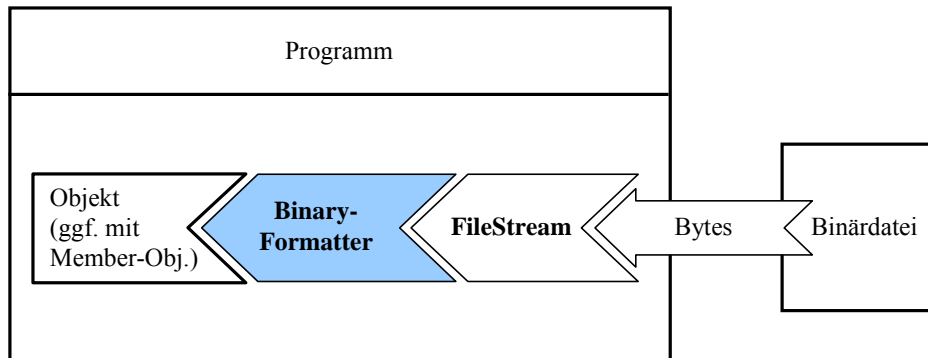 Programm
Objekt
(ggf. mit
Member-Obj.)
Binary-
Formatter
FileStream
Bytes
Binärdatei